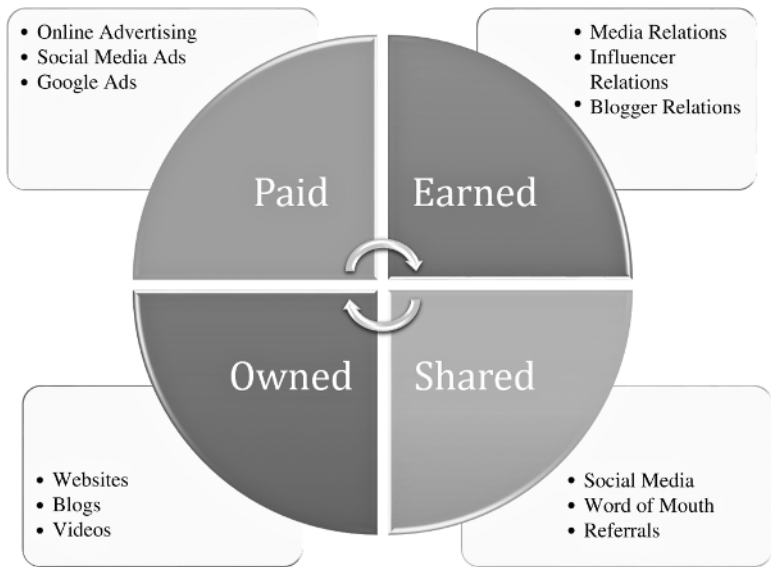 • Online Advertising
• Social Media Ads
• Google Ads
• Media Relations
• Influencer
Relations
• Blogger Relations
Paid
Earned
Owned
Shared
• Websites
• Blogs
• Videos
• Social Media
• Word of Mouth
• Referrals